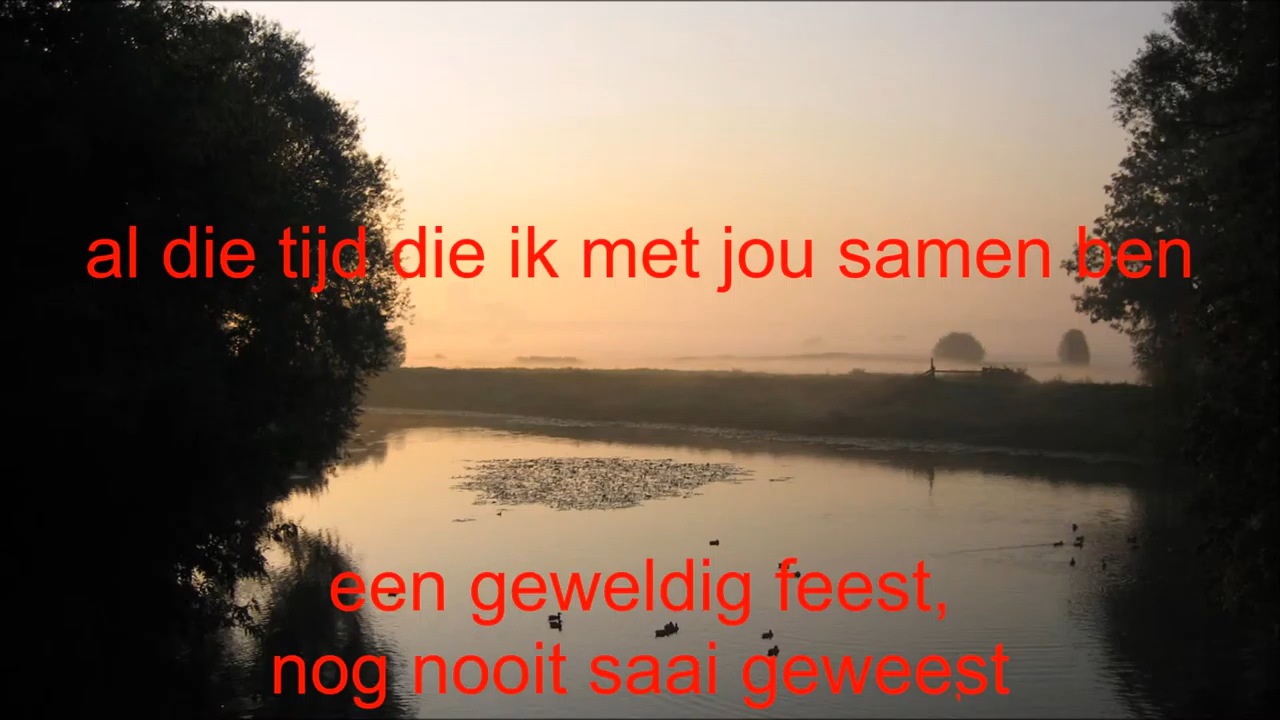 al die tijd die ik met jou samen ben
een geweldig feest,
nog nooit saai geweest